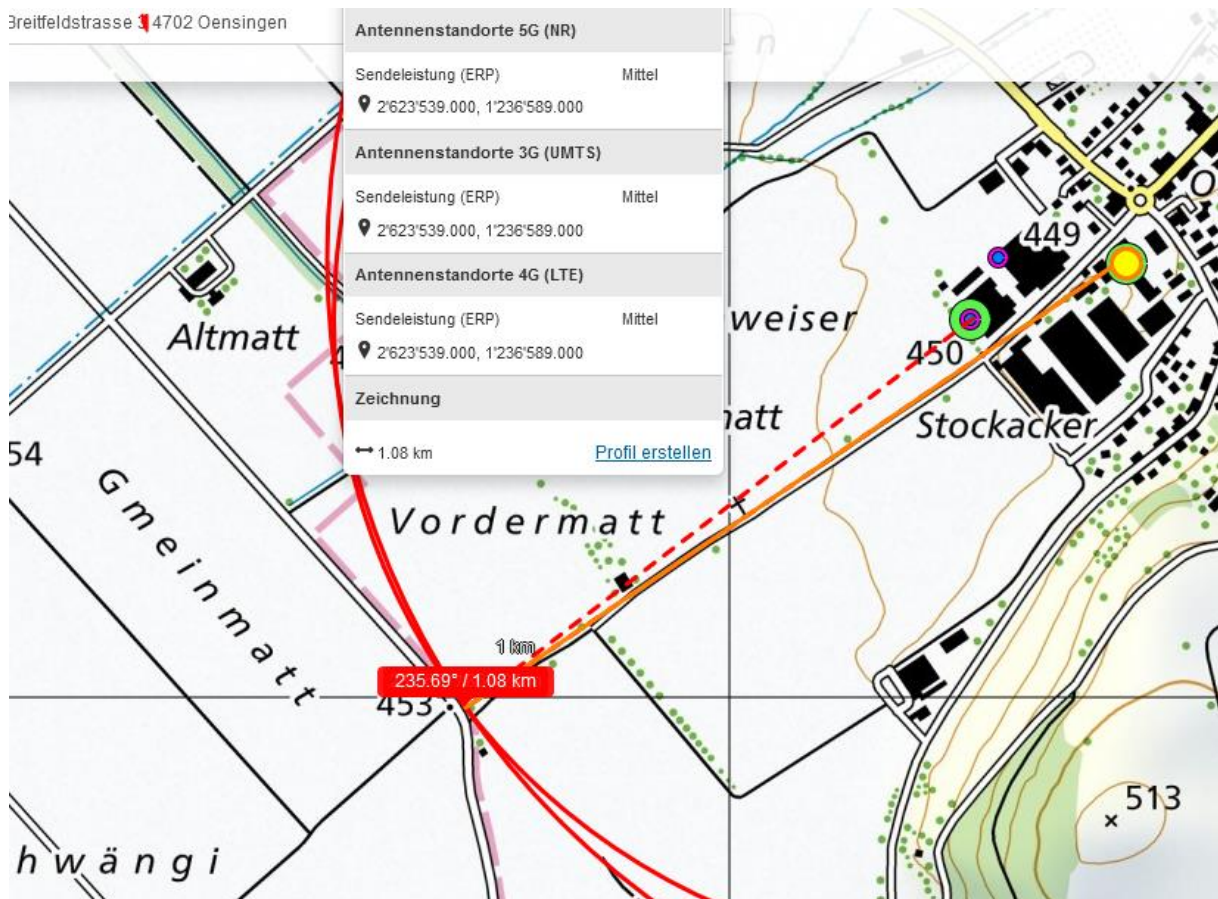 Breitfeldstrasse 3 4702 Oensingen
Antennenstandorte 5G (NR)
Sendeleistung (ERP) Mittel
2'623'539.000, 1'236'589.000
Antennenstandorte 3G (UMTS)
Sendeleistung (ERP) Mittel
2'623'539.000, 1'236'589.000
Antennenstandorte 4G (LTE)
Sendeleistung (ERP) Mittel
2'623'539.000, 1'236'589.000
Zeichnung
1.08 km Profil erstellen
449
Altmatt
weiser
450
Stockacker
att
54
Gmeinmatt
Vordermatt
1 km
235.69° / 1.08 km
453
513
hwängi